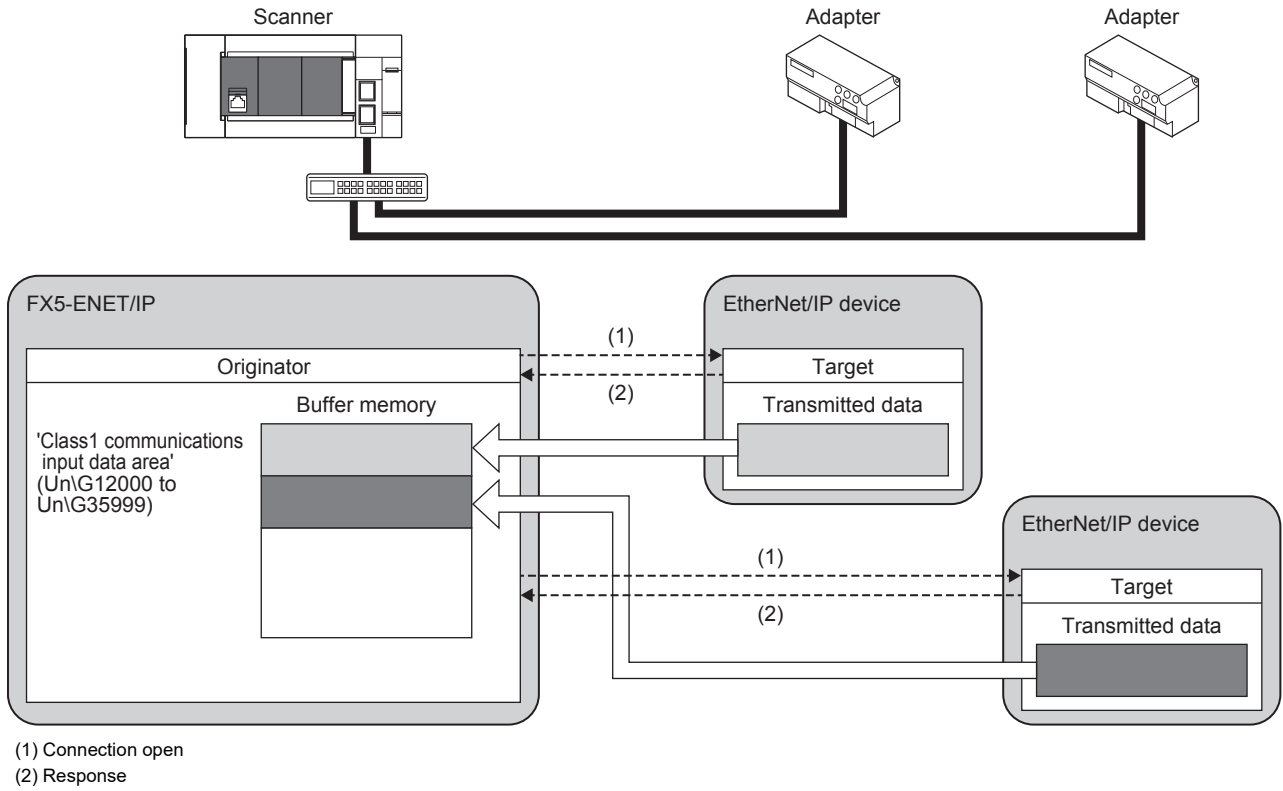 Scanner
Adapter
Adapter
FX5-ENET/IP
EtherNet/IP device
(1)
Originator
Target
(2)
Buffer memory
Transmitted data
'Class1 communications
input data area'
(Un\G12000 to
Un\G35999)
EtherNet/IP device
(1)
Target
(2)
Transmitted data
(1) Connection open
(2) Response